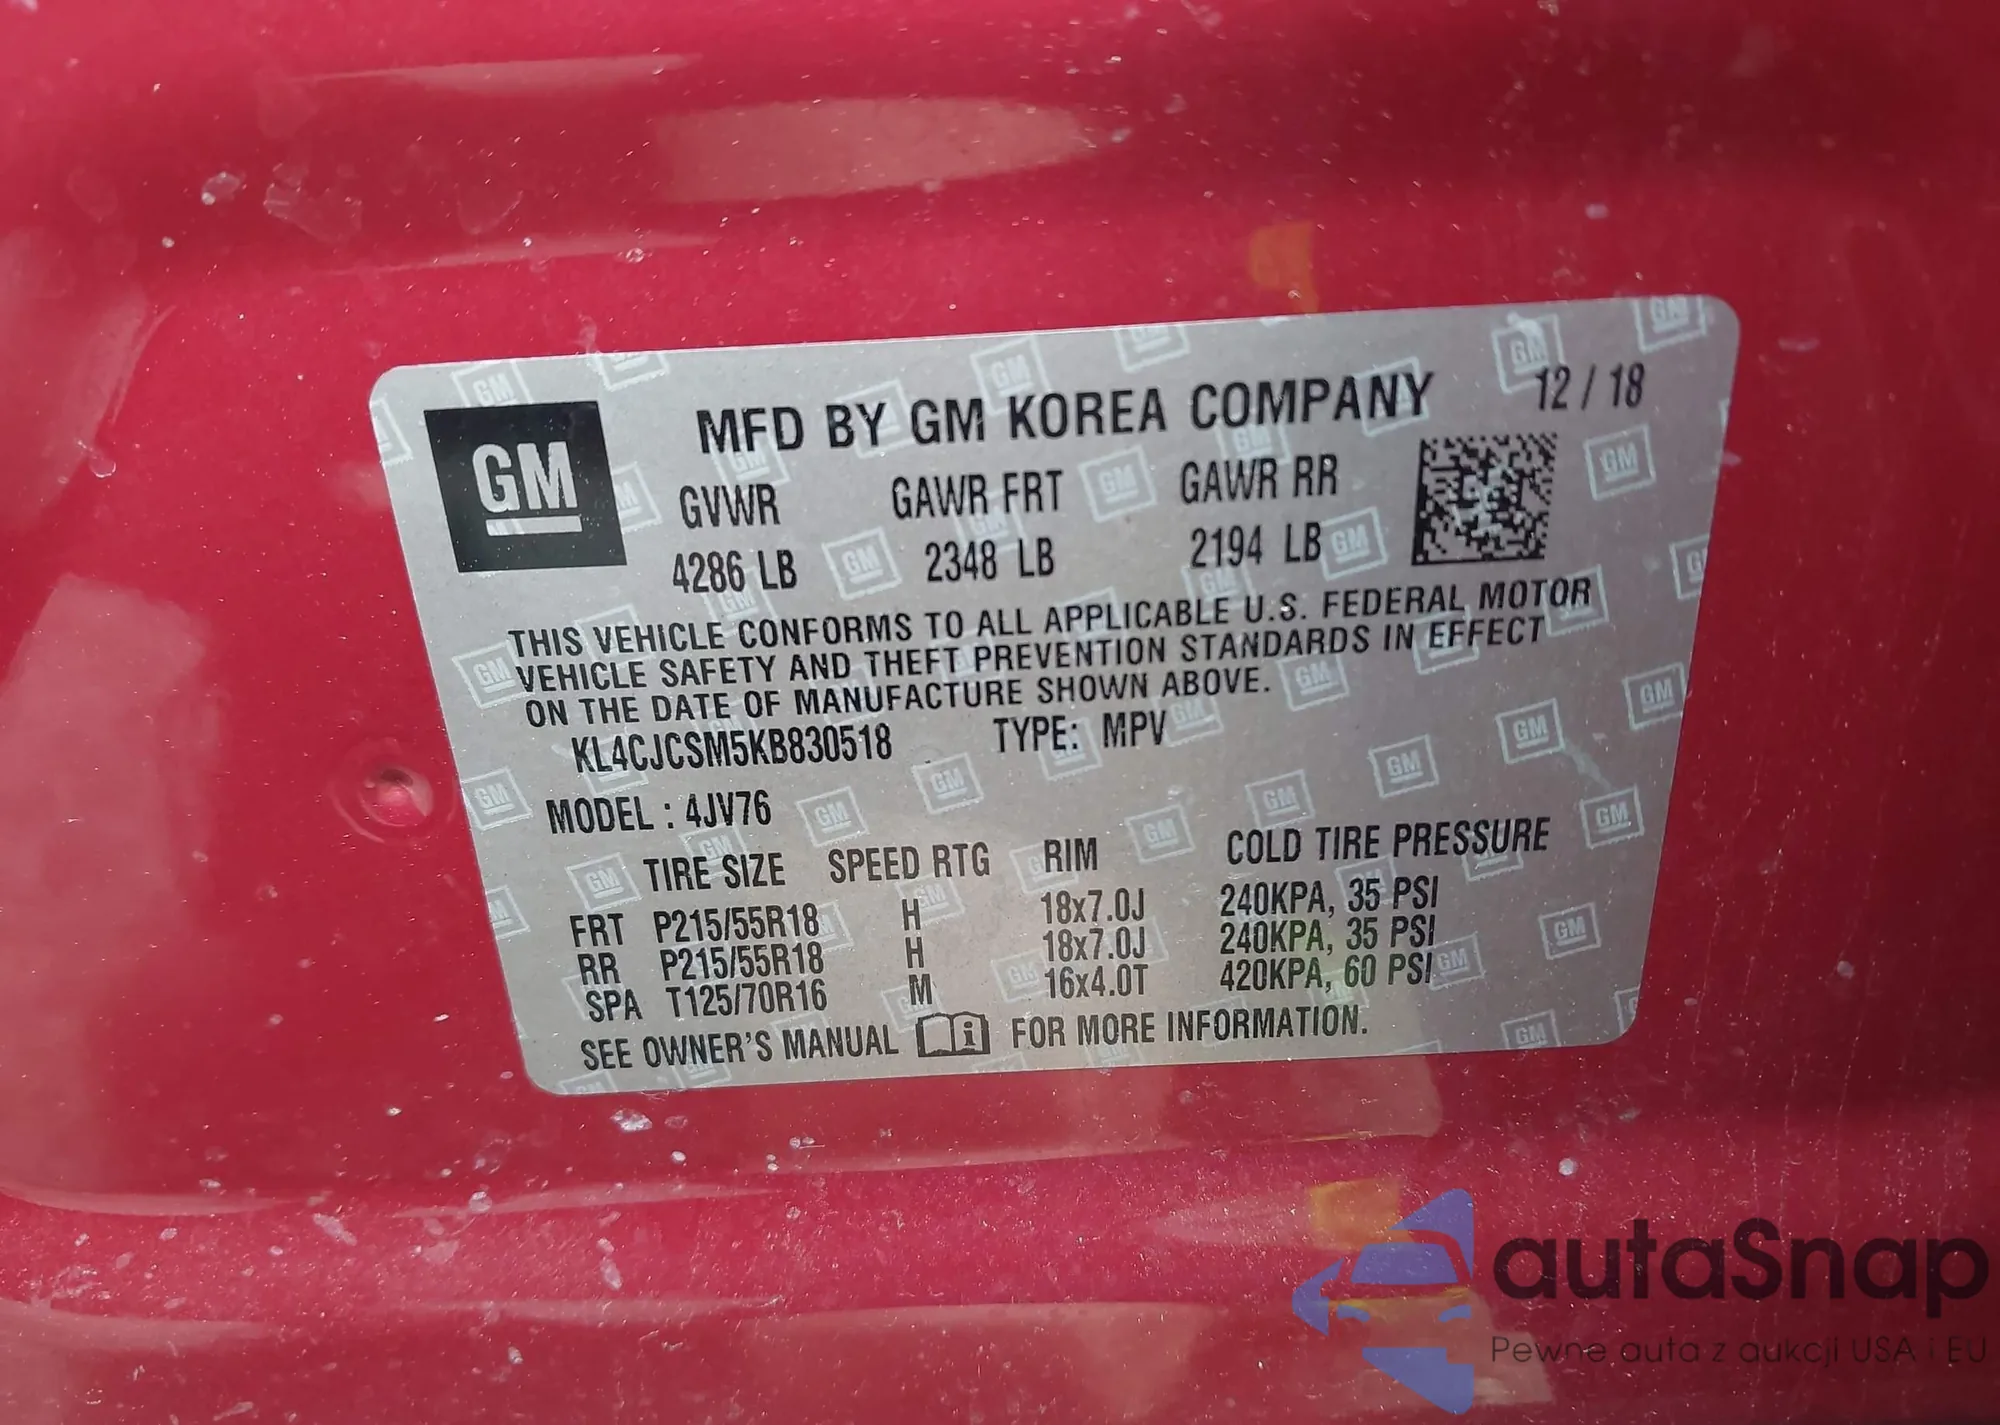 GM
MFD BY GM KOREA COMPANY 12 / 18
GVWR GAWR FRT GAWR RR
4286 LB 2348 LB 2194 LB
THIS VEHICLE CONFORMS TO ALL APPLICABLE U.S. FEDERAL MOTOR
VEHICLE SAFETY AND THEFT PREVENTION STANDARDS IN EFFECT
ON THE DATE OF MANUFACTURE SHOWN ABOVE.
KL4CJCSM5KB830518 TYPE: MPV
MODEL : 4JV76
TIRE SIZE SPEED RTG RIM COLD TIRE PRESSURE
FRT P215/55R18 H 18x7.0J 240KPA, 35 PSI
RR P215/55R18 H 18x7.0J 240KPA, 35 PSI
SPA T125/70R16 M 16x4.0T 420KPA, 60 PSI
SEE OWNER'S MANUAL i FOR MORE INFORMATION.
autaSnap
Pewne auta z aukcji USA i EU